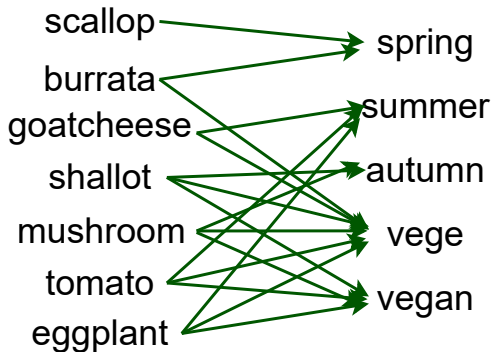 scallop
burrata
goatcheese
shallot
mushroom
tomato
eggplant
spring
summer
autumn
vege
vegan